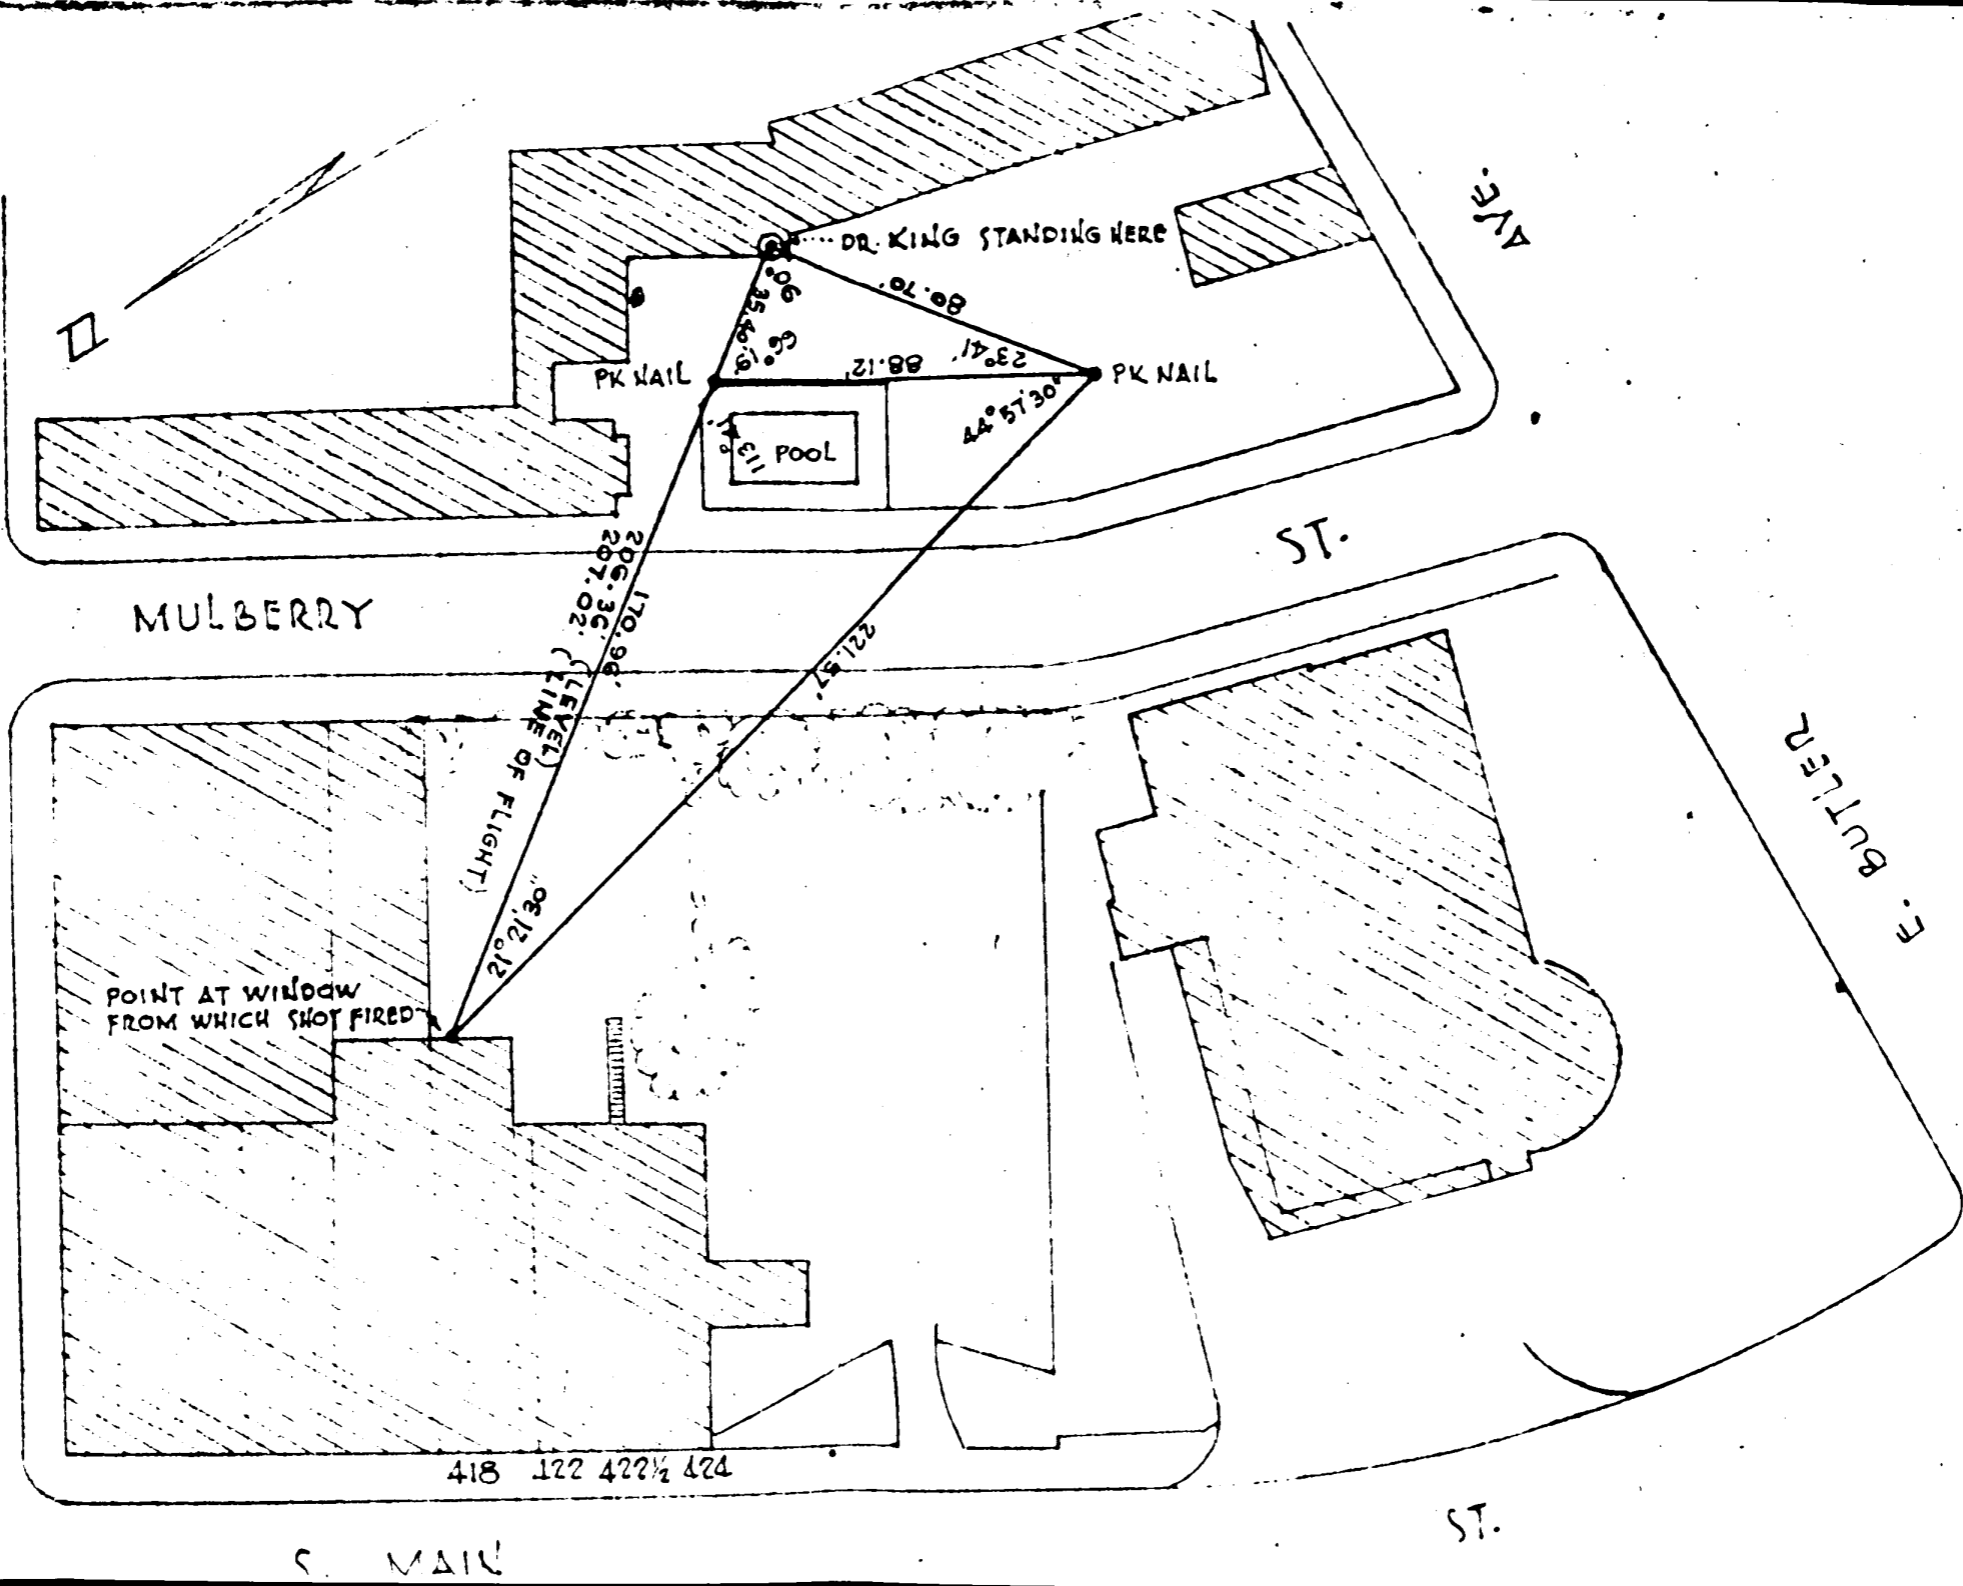 AVE.
DR. KING STANDING HERE
90°
35.40'
80.70'
66° 19'
88.12'
23° 41'
PK NAIL
PK NAIL
44° 57' 30"
113° 41'
POOL
ST.
MULBERRY
170.96'
206.36' (LEVEL)
207.02' (LINE OF FLIGHT)
221.57'
E. BUTLER
21° 21' 30"
POINT AT WINDOW
FROM WHICH SHOT FIRED
418 422 422½ 424
ST.
S. MAIN